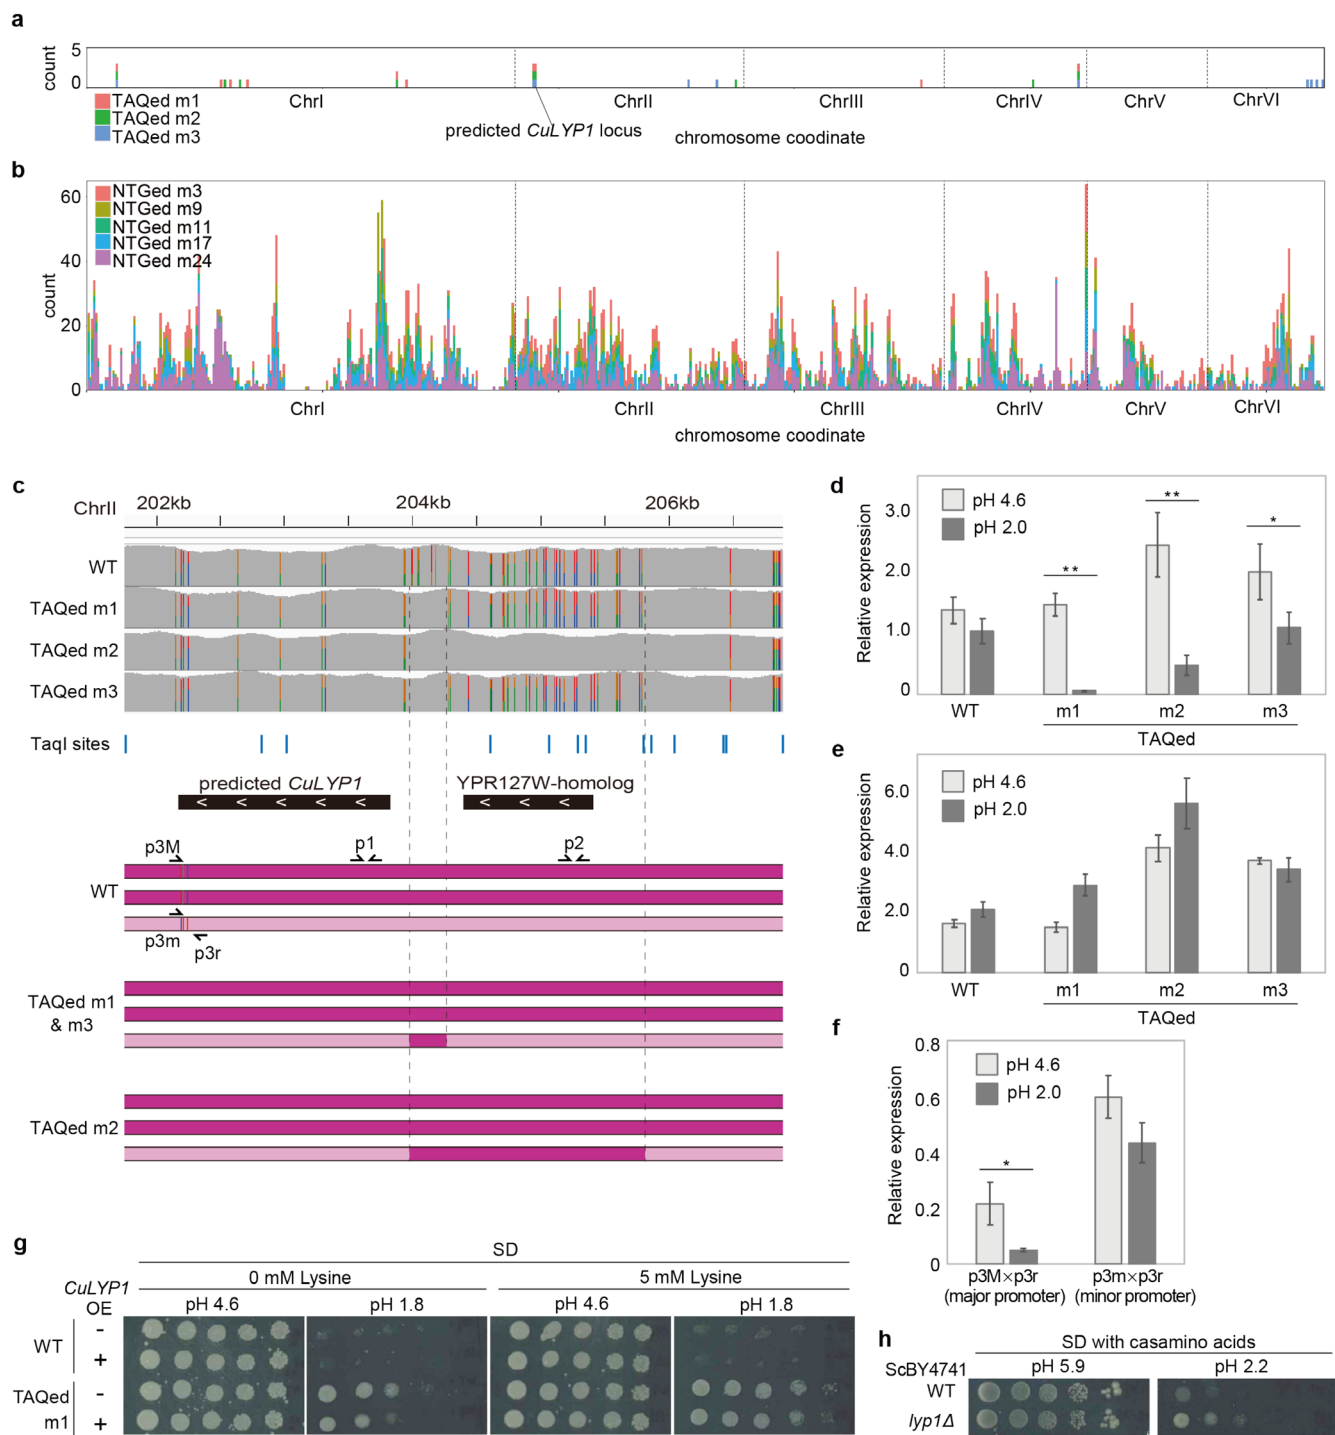 a
count
5
0
ChrI
ChrII
ChrIII
ChrIV
ChrV
ChrVI
TAQed m1
TAQed m2
TAQed m3
predicted CuLYP1 locus
chromosome coodinate
b
count
60
40
20
0
NTGed m3
NTGed m9
NTGed m11
NTGed m17
NTGed m24
ChrI
ChrII
ChrIII
ChrIV
ChrV
ChrVI
chromosome coodinate
c
ChrII
202kb
204kb
206kb
WT
TAQed m1
TAQed m2
TAQed m3
TaqI sites
predicted CuLYP1
YPR127W-homolog
< < < < <
< < <
p3M
p1
p2
WT
p3m
p3r
TAQed m1
& m3
TAQed m2
d
Relative expression
3.0
2.0
1.0
0
pH 4.6
pH 2.0
**
**
*
WT
m1
m2
m3
TAQed
e
Relative expression
6.0
4.0
2.0
0
pH 4.6
pH 2.0
WT
m1
m2
m3
TAQed
f
Relative expression
0.8
0.6
0.4
0.2
0
pH 4.6
pH 2.0
*
p3M×p3r
(major promoter)
p3m×p3r
(minor promoter)
g
SD
0 mM Lysine
5 mM Lysine
CuLYP1
OE
pH 4.6
pH 1.8
pH 4.6
pH 1.8
WT
-
+
TAQed
m1
-
+
h
SD with casamino acids
ScBY4741
pH 5.9
pH 2.2
WT
lyp1Δ